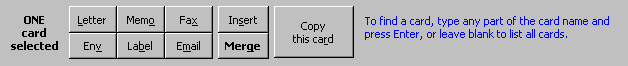 ONE
card
selected
Letter Memo Fax Insert
Env Label Email Merge
Copy
this card
To find a card, type any part of the card name and
press Enter, or leave blank to list all cards.